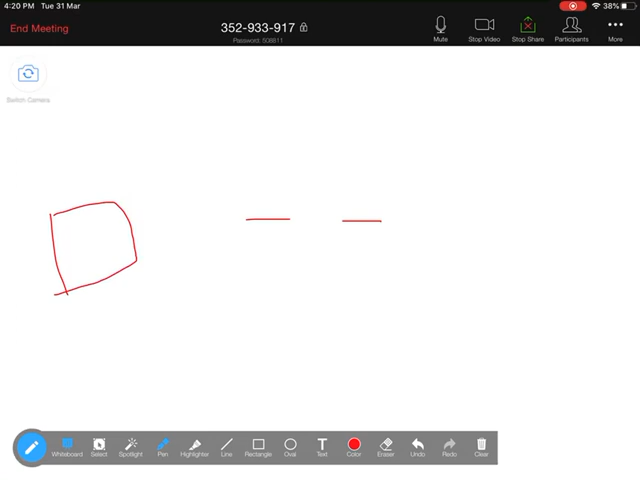 4:20 PM Tue 31 Mar
38%
End Meeting
352-933-917
Password: 508811
Mute
Stop Video
Stop Share
Participants
More
Switch Camera
Whiteboard
Select
Spotlight
Pen
Highlighter
Line
Rectangle
Oval
Text
Color
Eraser
Undo
Redo
Clear